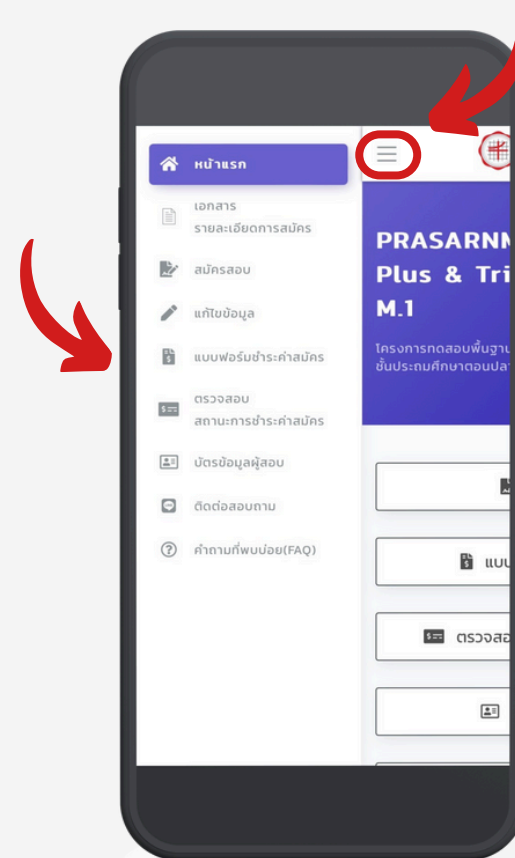 หน้าแรก
เอกสาร
รายละเอียดการสมัคร
สมัครสอบ
แก้ไขข้อมูล
แบบฟอร์มชำระค่าสมัคร
ตรวจสอบ
สถานะการชำระค่าสมัคร
บัตรข้อมูลผู้สอบ
ติดต่อสอบถาม
คำถามที่พบบ่อย(FAQ)
Plus & Tri
M.1
โครงการทดสอบพื้นฐาน
ชั้นประถมศึกษาตอนปลา
แบบ
ตรวจสอ